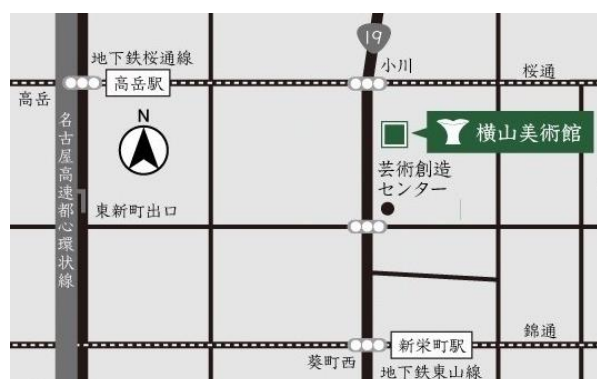 19
地下鉄桜通線
小川
桜通
高岳駅
高岳
N
横山美術館
名古屋高速都心環状線
芸術創造
センター
東新町出口
錦通
新栄町駅
葵町西
地下鉄東山線